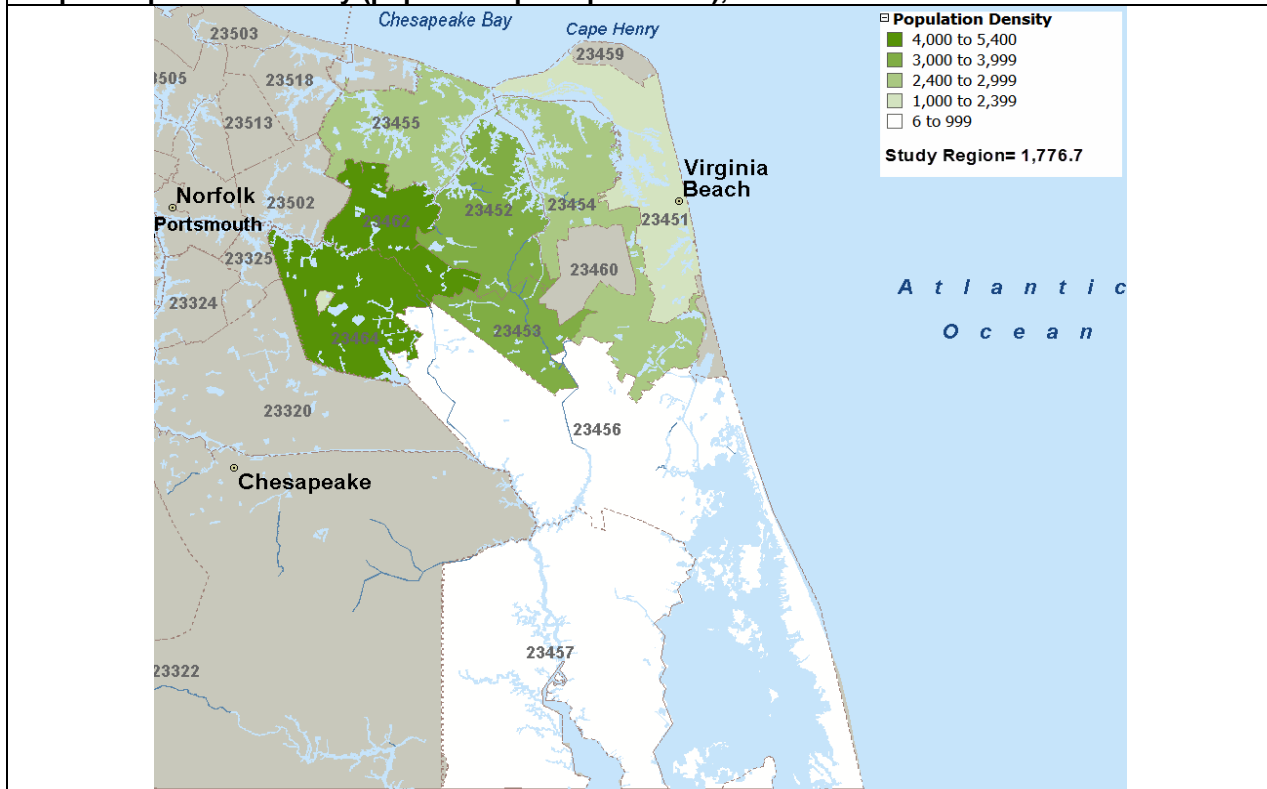 Chesapeake Bay
Cape Henry
Population Density
4,000 to 5,400
3,000 to 3,999
2,400 to 2,999
1,000 to 2,399
6 to 999
Study Region= 1,776.7
23503
23459
3505
23518
23513
23455
Virginia
Beach
Norfolk
23502
23452
23454
23451
Portsmouth
23462
23325
23460
23324
23453
23464
Atlantic
Ocean
23320
23456
Chesapeake
23457
23322